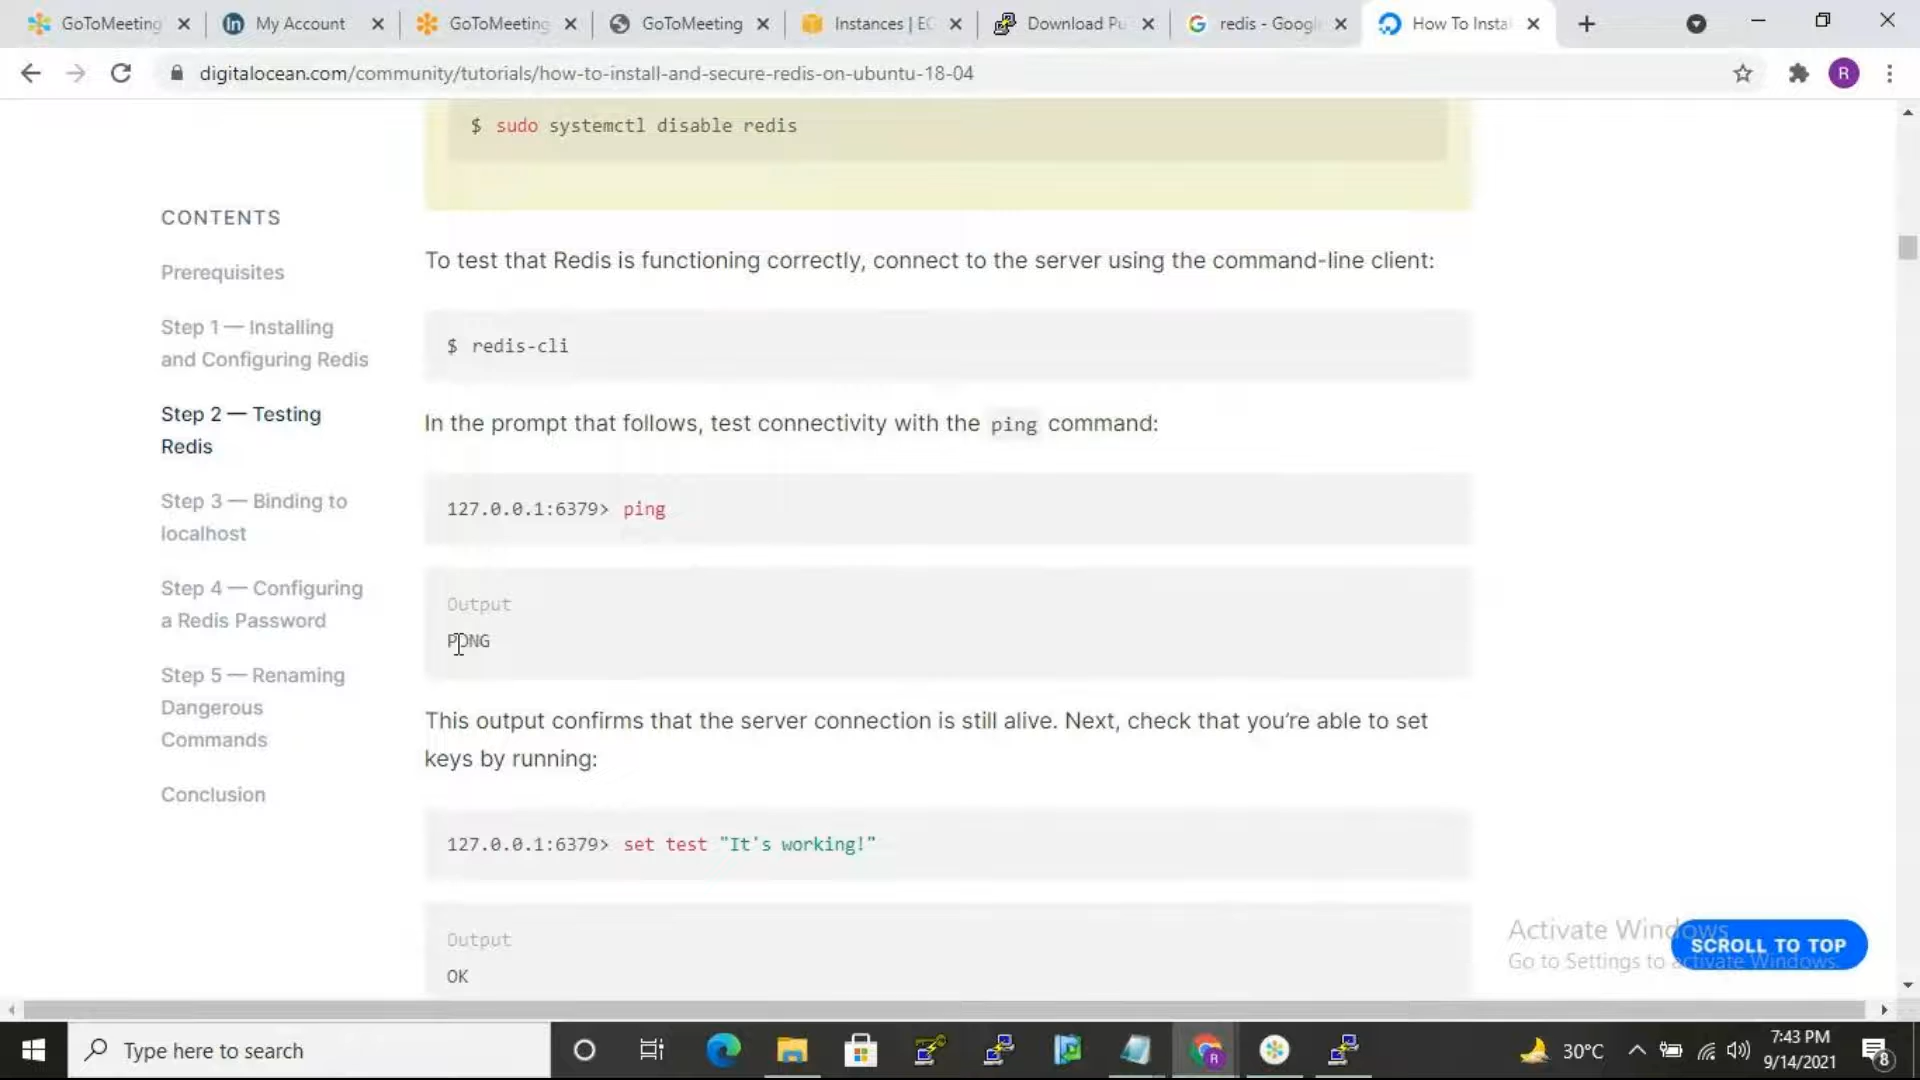 GoToMeeting
My Account
GoToMeeting
GoToMeeting
Instances | EC
Download Pu
redis - Google
How To Insta
digitalocean.com/community/tutorials/how-to-install-and-secure-redis-on-ubuntu-18-04
R
$ sudo systemctl disable redis
CONTENTS
Prerequisites
Step 1 — Installing
and Configuring Redis
Step 2 — Testing
Redis
Step 3 — Binding to
localhost
Step 4 — Configuring
a Redis Password
Step 5 — Renaming
Dangerous
Commands
Conclusion
To test that Redis is functioning correctly, connect to the server using the command-line client:
$ redis-cli
In the prompt that follows, test connectivity with the ping command:
127.0.0.1:6379> ping
Output
PONG
This output confirms that the server connection is still alive. Next, check that you’re able to set
keys by running:
127.0.0.1:6379> set test "It's working!"
Output
OK
Activate Windows
Go to Settings to activate Windows.
SCROLL TO TOP
Type here to search
R
30°C
7:43 PM
9/14/2021
8